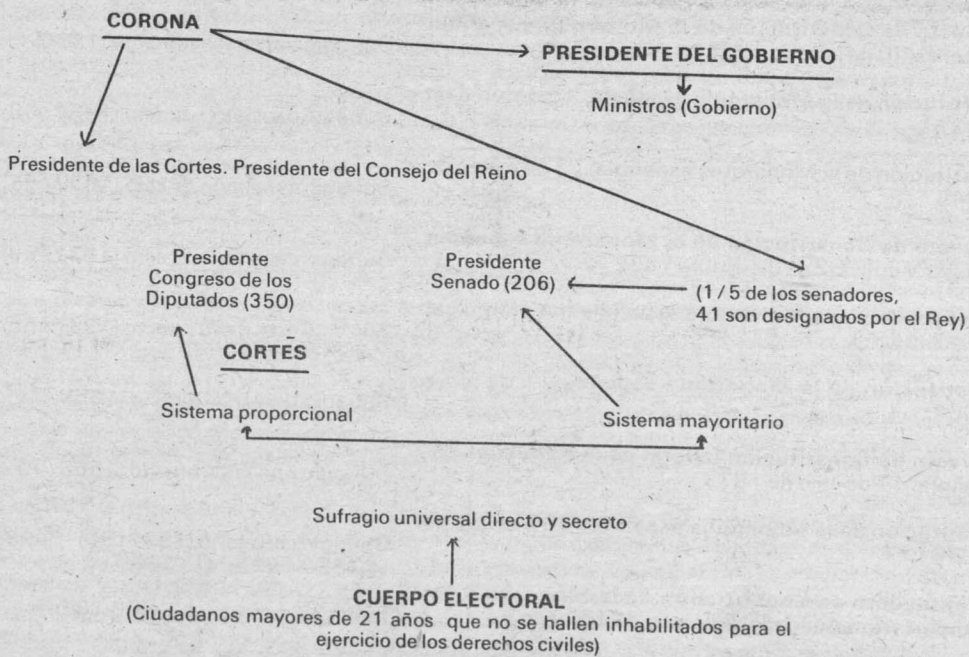 CORONA
PRESIDENTE DEL GOBIERNO
Ministros (Gobierno)
Presidente de las Cortes. Presidente del Consejo del Reino
Presidente
Congreso de los
Diputados (350)
Presidente
Senado (206)
(1/5 de los senadores,
41 son designados por el Rey)
CORTES
Sistema proporcional
Sistema mayoritario
Sufragio universal directo y secreto
CUERPO ELECTORAL
(Ciudadanos mayores de 21 años que no se hallen inhabilitados para el
ejercicio de los derechos civiles)